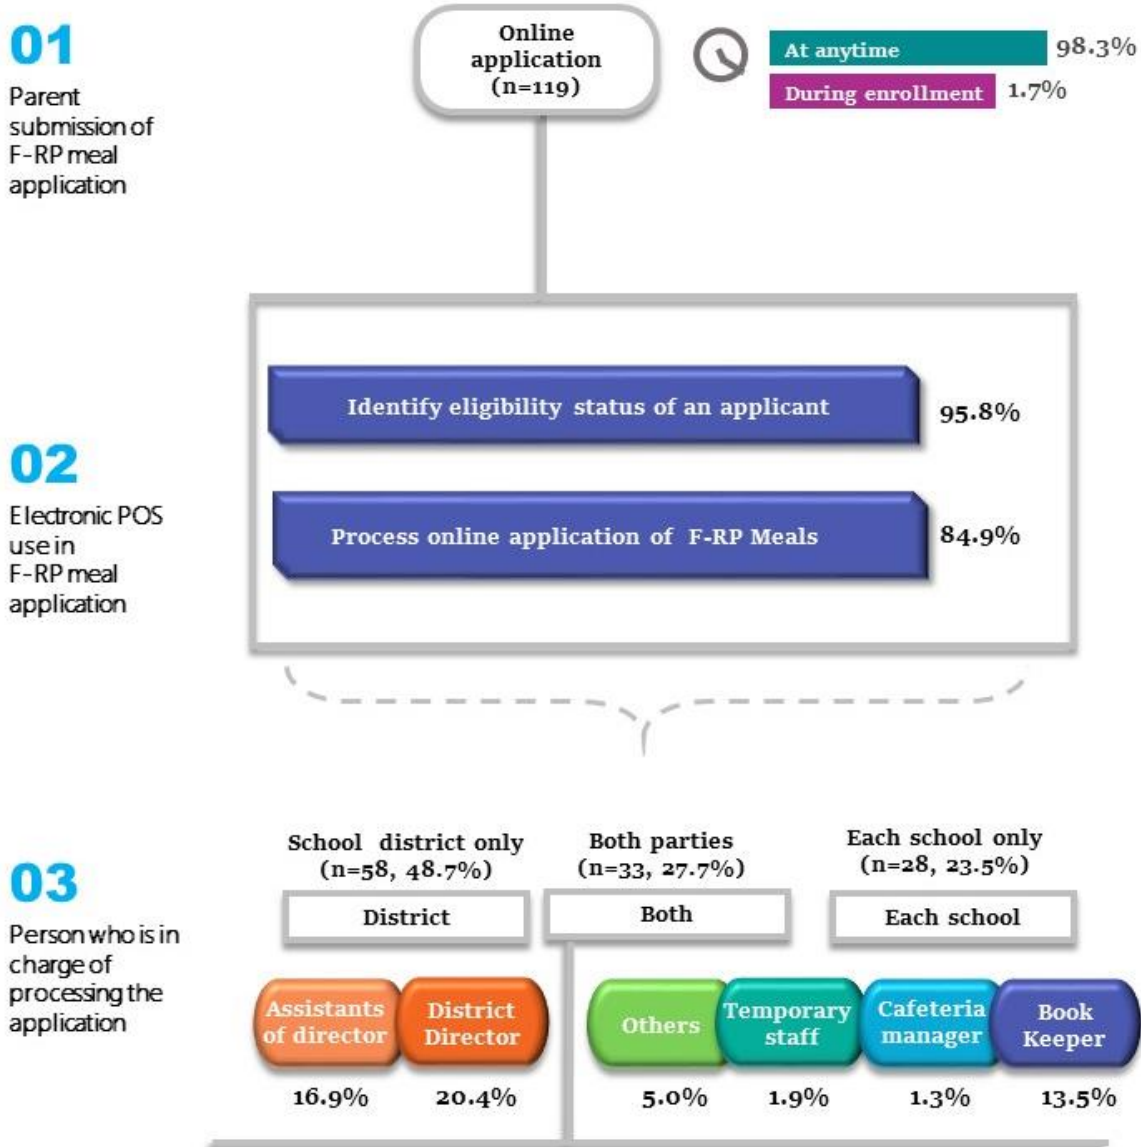 01
Parent
submission of
F-RP meal
application
Online
application
(n=119)
At anytime 98.3%
During enrollment 1.7%
02
Electronic POS
use in
F-RP meal
application
Identify eligibility status of an applicant 95.8%
Process online application of F-RP Meals 84.9%
03
Person who is in
charge of
processing the
application
School district only
(n=58, 48.7%)
District
Both parties
(n=33, 27.7%)
Both
Each school only
(n=28, 23.5%)
Each school
Assistants
of director
16.9%
District
Director
20.4%
Others
5.0%
Temporary
staff
1.9%
Cafeteria
manager
1.3%
Book
Keeper
13.5%